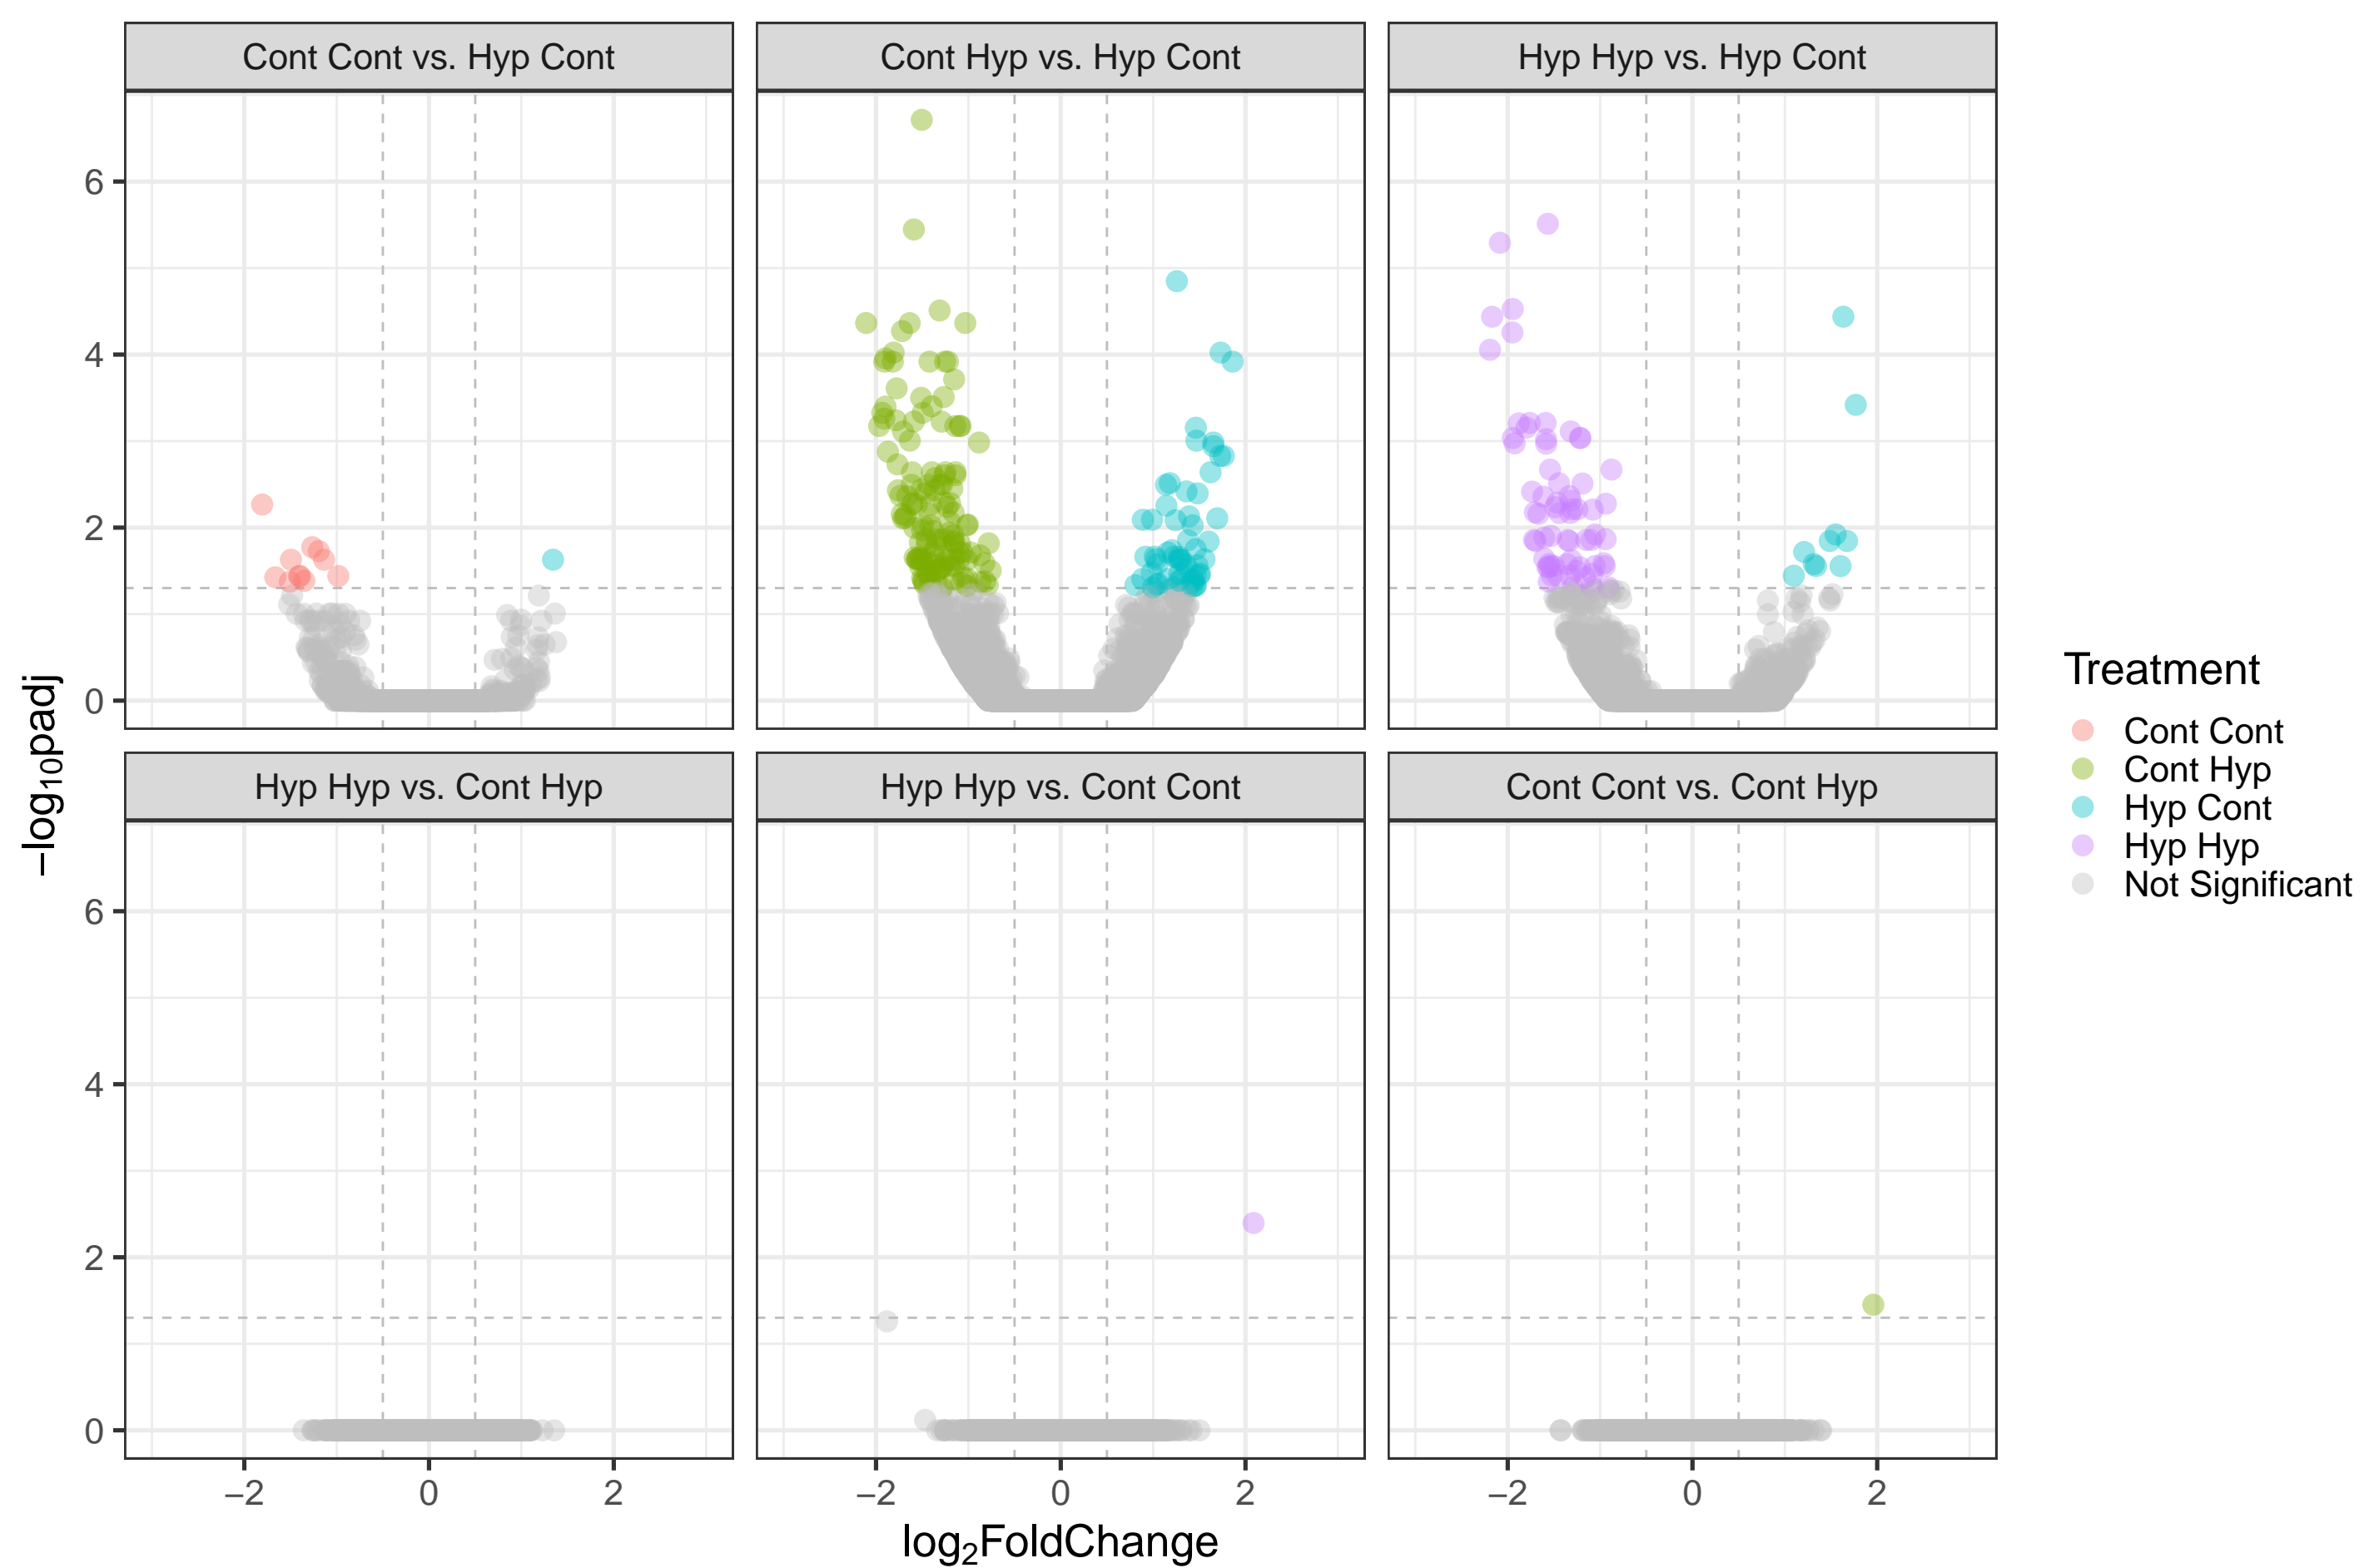 Cont Cont vs. Hyp Cont
Cont Hyp vs. Hyp Cont
Hyp Hyp vs. Hyp Cont
6
4
2
0
Hyp Hyp vs. Cont Hyp
Hyp Hyp vs. Cont Cont
Cont Cont vs. Cont Hyp
6
4
2
0
−2
0
2
−2
0
2
−2
0
2
log₂FoldChange
−log₁₀padj
Treatment
Cont Cont
Cont Hyp
Hyp Cont
Hyp Hyp
Not Significant